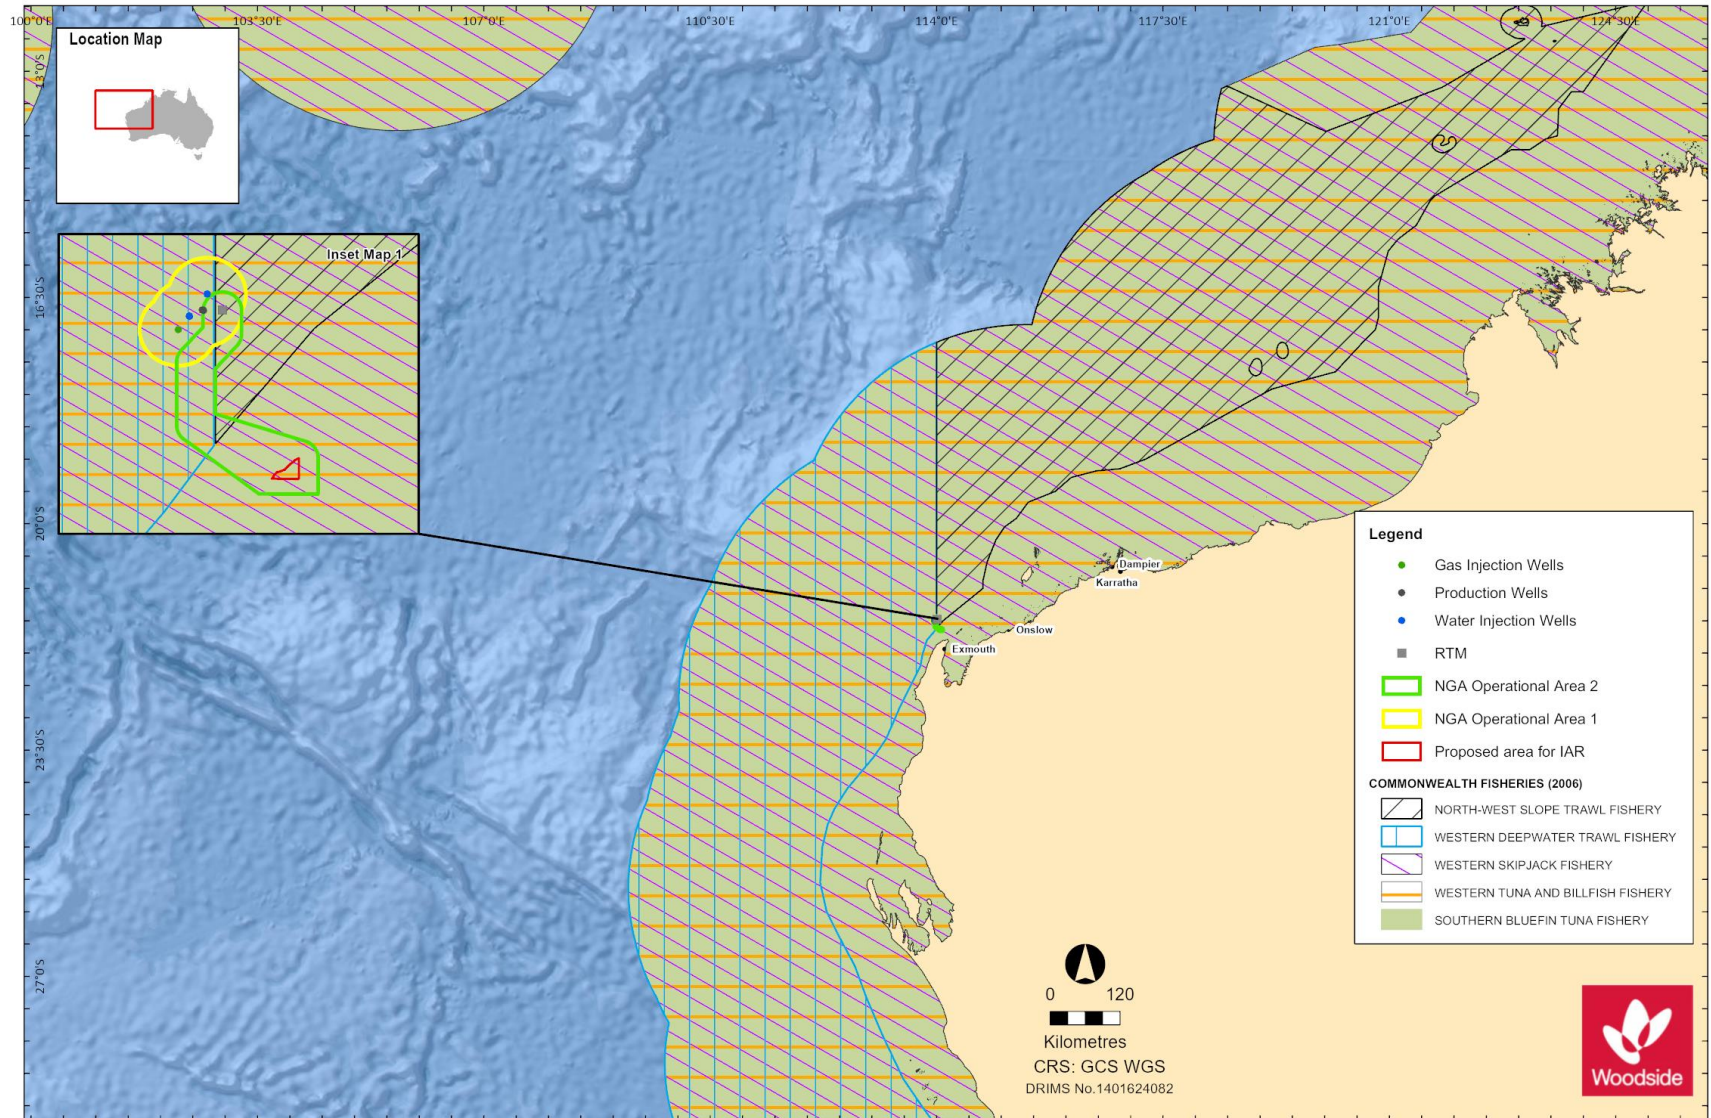 100°0'E
103°30'E
107°0'E
110°30'E
114°0'E
117°30'E
121°0'E
124°30'E
Location Map
13°0'S
16°30'S
20°0'S
23°30'S
27°0'S
Inset Map 1
Dampier
Karratha
Onslow
Exmouth
Legend
Gas Injection Wells
Production Wells
Water Injection Wells
RTM
NGA Operational Area 2
NGA Operational Area 1
Proposed area for IAR
COMMONWEALTH FISHERIES (2006)
NORTH-WEST SLOPE TRAWL FISHERY
WESTERN DEEPWATER TRAWL FISHERY
WESTERN SKIPJACK FISHERY
WESTERN TUNA AND BILLFISH FISHERY
SOUTHERN BLUEFIN TUNA FISHERY
0 120
Kilometres
CRS: GCS WGS
DRIMS No.1401624082
Woodside